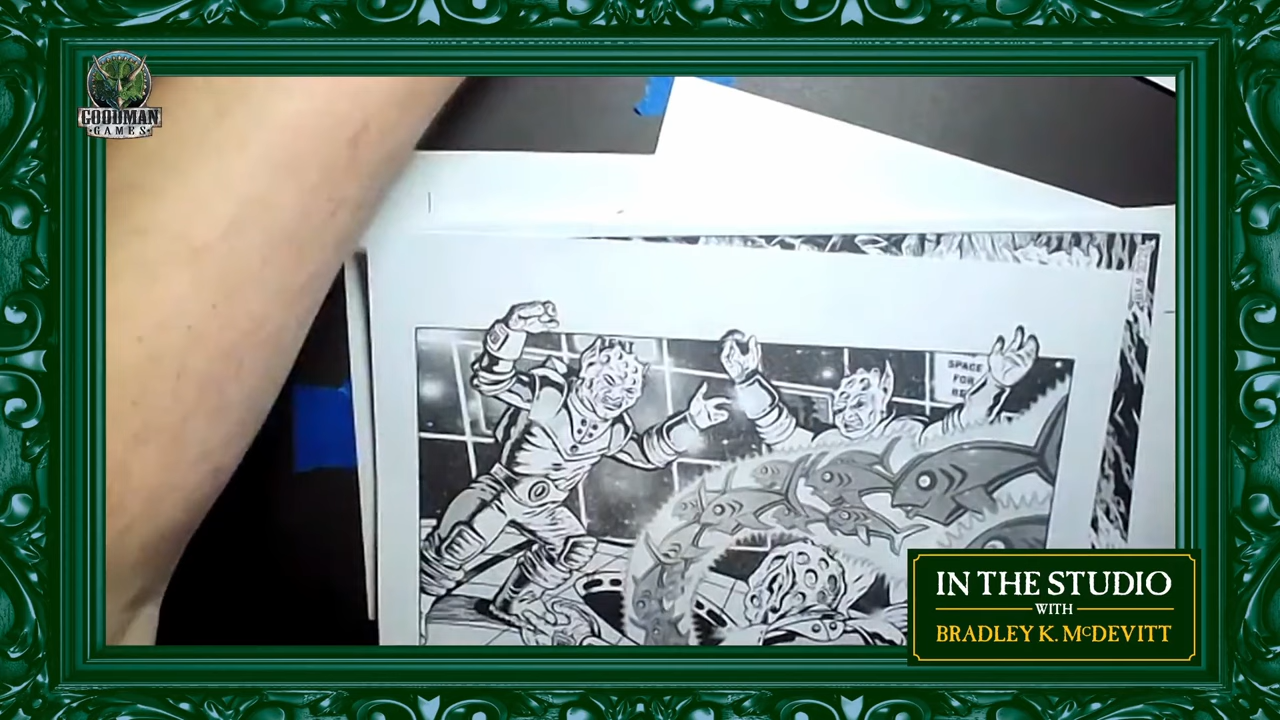 GOODMAN
GAMES
SPACE
FOR
IN THE STUDIO
WITH
BRADLEY K. McDEVITT